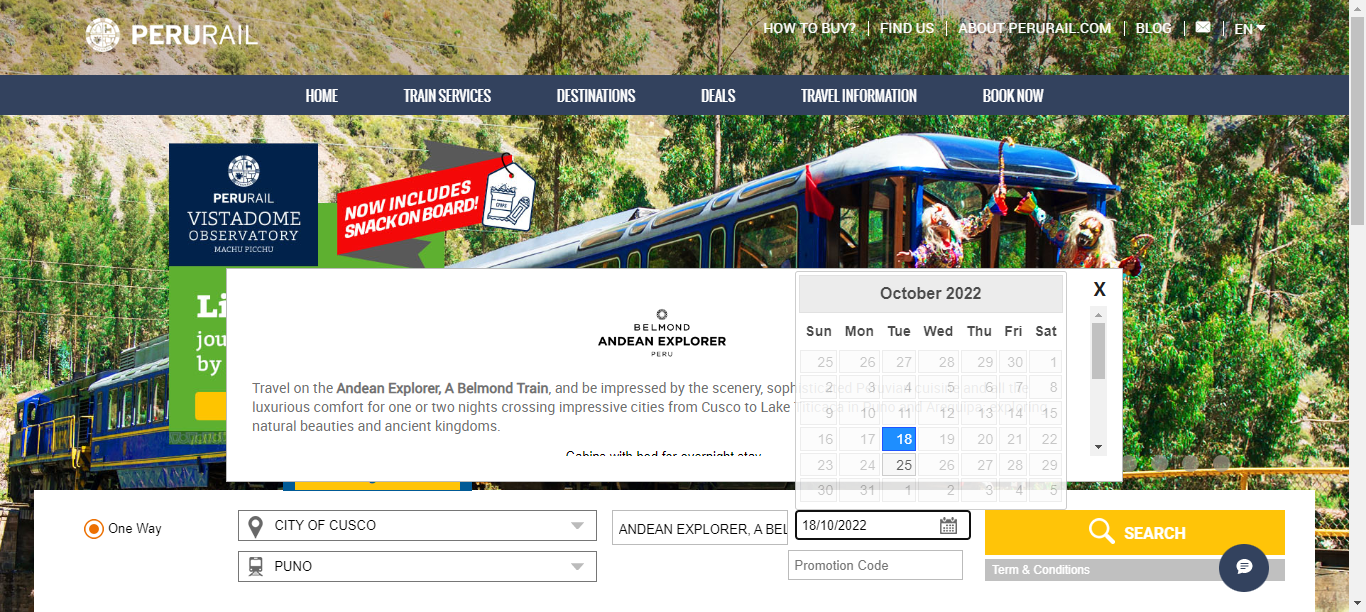 PERURAIL
HOW TO BUY?
FIND US
ABOUT PERURAIL.COM
BLOG
EN
HOME
TRAIN SERVICES
DESTINATIONS
DEALS
TRAVEL INFORMATION
BOOK NOW
PERURAIL
VISTADOME
OBSERVATORY
MACHU PICCHU
NOW INCLUDES
SNACK ON BOARD!
Li
jou
by
X
BELMOND
ANDEAN EXPLORER
PERU
Travel on the Andean Explorer, A Belmond Train, and be impressed by the scenery, sophisticated Peruvian cuisine and all the
luxurious comfort for one or two nights crossing impressive cities from Cusco to Lake Titicaca in Puno and Arequipa, exploring
natural beauties and ancient kingdoms.
Cabins with bed for overnight stay
October 2022
Sun Mon Tue Wed Thu Fri Sat
25 26 27 28 29 30 1
2 3 4 5 6 7 8
9 10 11 12 13 14 15
16 17 18 19 20 21 22
23 24 25 26 27 28 29
30 31 1 2 3 4 5
One Way
CITY OF CUSCO
PUNO
ANDEAN EXPLORER, A BEL
18/10/2022
Promotion Code
SEARCH
Term & Conditions